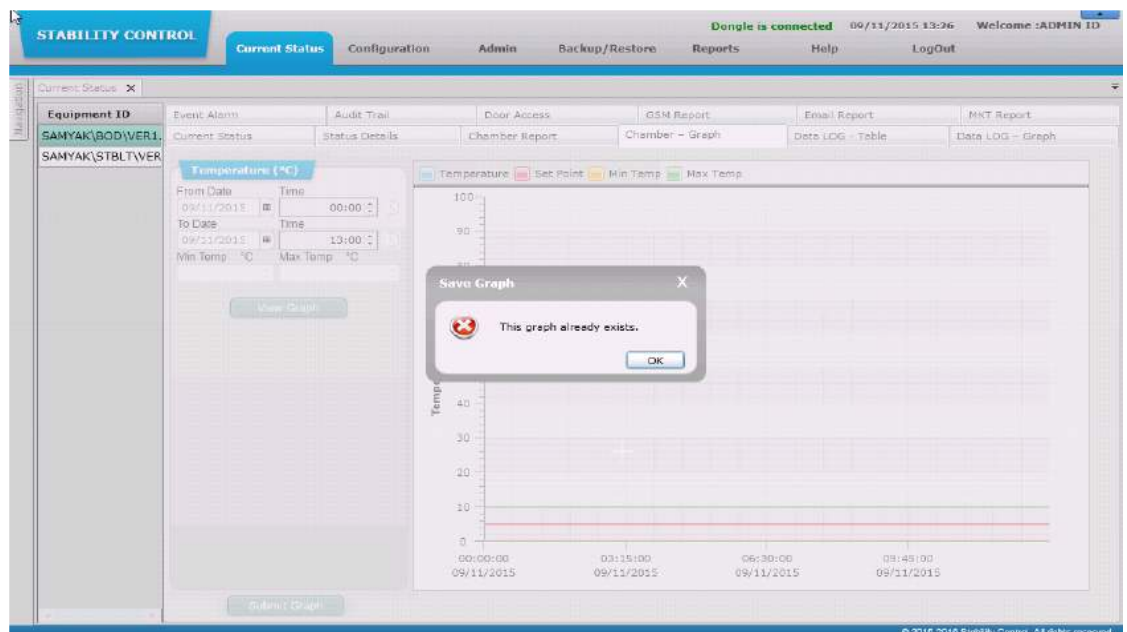 Dongle is connected 09/11/2015 13:26 Welcome :ADMIN ID
STABILITY CONTROL
Current Status Configuration Admin Backup/Restore Reports Help LogOut
Navigation
Current Status X
Equipment ID
SAMYAK\BOD\VER1.
SAMYAK\STBLT\VER
Event Alarm Audit Trail Door Access GSM Report Email Report MKT Report
Current Status Status Details Chamber Report Chamber - Graph Data LOG - Table Data LOG - Graph
Temperature (°C)
From Date Time
09/11/2015 00:00
To Date Time
09/11/2015 13:00
Min Temp °C Max Temp °C
View Graph
Submit Graph
Temperature Set Point Min Temp Max Temp
100
90
Save Graph X
This graph already exists.
OK
40
30
20
10
0
00:00:00 03:15:00 06:30:00 09:45:00
09/11/2015 09/11/2015 09/11/2015 09/11/2015